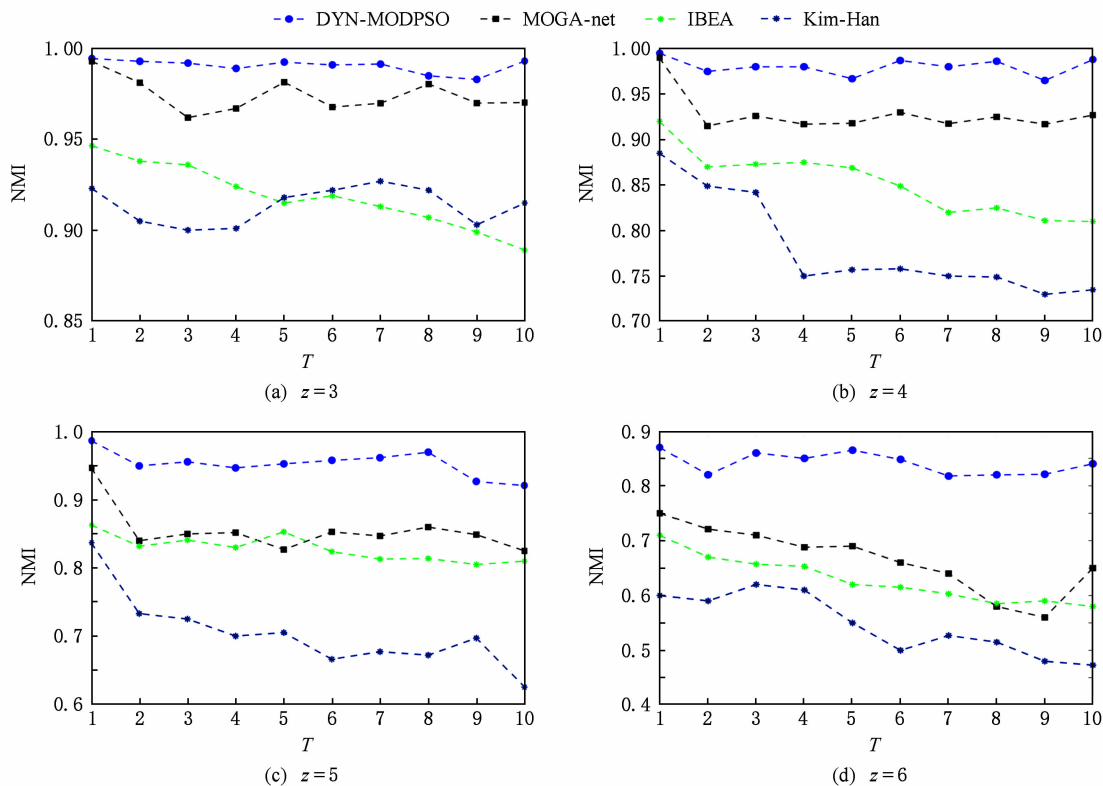 DYN-MODPSO MOGA-net IBEA Kim-Han
1.00
0.95
0.90
0.85
NMI
1 2 3 4 5 6 7 8 9 10
T
(a) z=3
1.00
0.95
0.90
0.85
0.80
0.75
0.70
NMI
1 2 3 4 5 6 7 8 9 10
T
(b) z=4
1.0
0.9
0.8
0.7
0.6
NMI
1 2 3 4 5 6 7 8 9 10
T
(c) z=5
0.9
0.8
0.7
0.6
0.5
0.4
NMI
1 2 3 4 5 6 7 8 9 10
T
(d) z=6